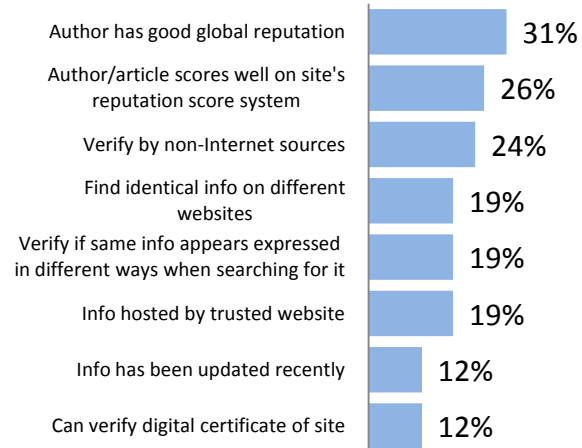 Author has good global reputation
31%
Author/article scores well on site's
reputation score system
26%
Verify by non-Internet sources
24%
Find identical info on different
websites
19%
Verify if same info appears expressed
in different ways when searching for it
19%
Info hosted by trusted website
19%
Info has been updated recently
12%
Can verify digital certificate of site
12%